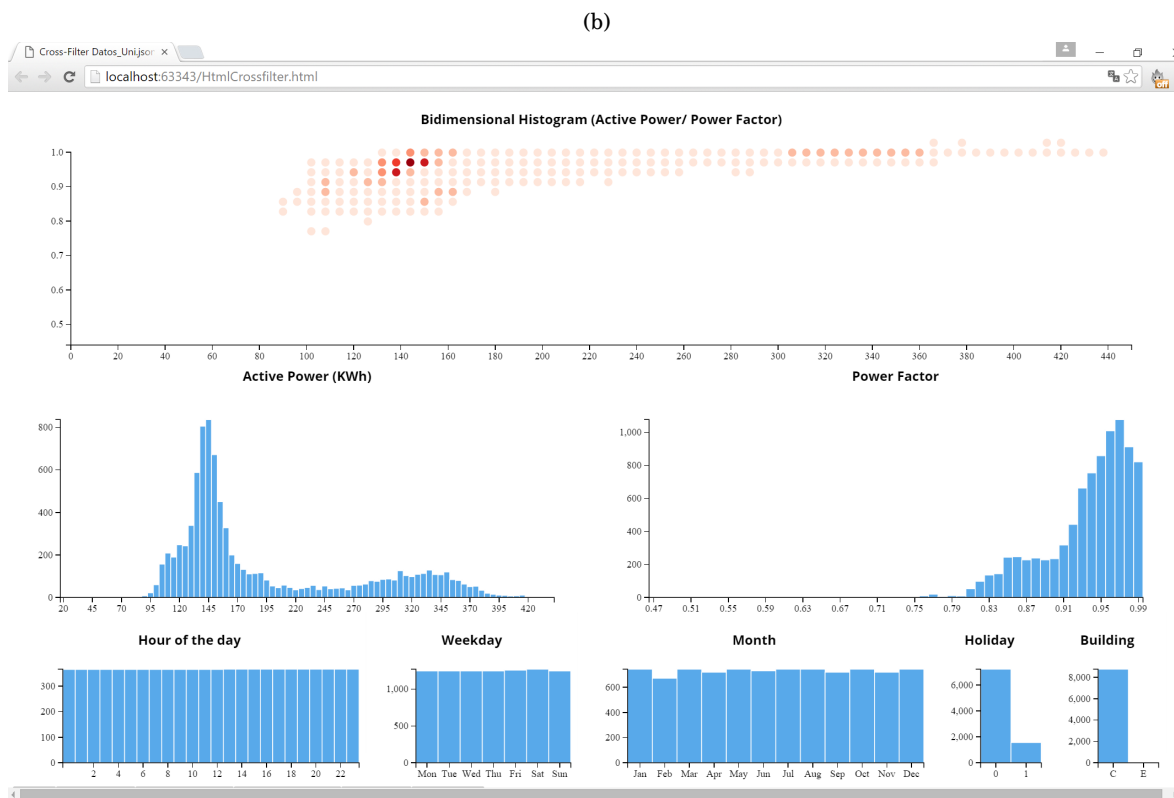 (b)
Cross-Filter Datos_Uni.json
localhost:63343/HtmlCrossfilter.html
off
Bidimensional Histogram (Active Power/ Power Factor)
1.0
0.9
0.8
0.7
0.6
0.5
0 20 40 60 80 100 120 140 160 180 200 220 240 260 280 300 320 340 360 380 400 420 440
Active Power (KWh) Power Factor
800
600
400
200
0
20 45 70 95 120 145 170 195 220 245 270 295 320 345 370 395 420
1,000
800
600
400
200
0
0.47 0.51 0.55 0.59 0.63 0.67 0.71 0.75 0.79 0.83 0.87 0.91 0.95 0.99
Hour of the day Weekday Month Holiday Building
300
200
100
0
2 4 6 8 10 12 14 16 18 20 22
1,000
500
0
Mon Tue Wed Thu Fri Sat Sun
600
400
200
0
Jan Feb Mar Apr May Jun Jul Aug Sep Oct Nov Dec
6,000
4,000
2,000
0
0 1
8,000
6,000
4,000
2,000
0
C E